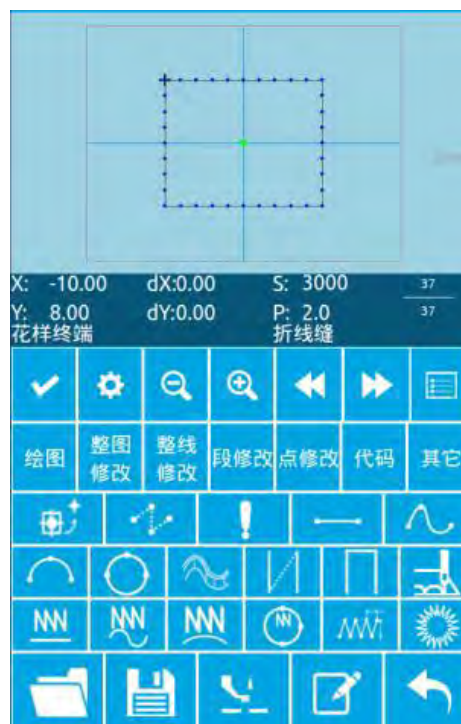 X: -10.00 dX:0.00 S: 3000 37
Y: 8.00 dY:0.00 P: 2.0 37
花样终端 折线缝
绘图 整图修改 整线修改 段修改 点修改 代码 其它